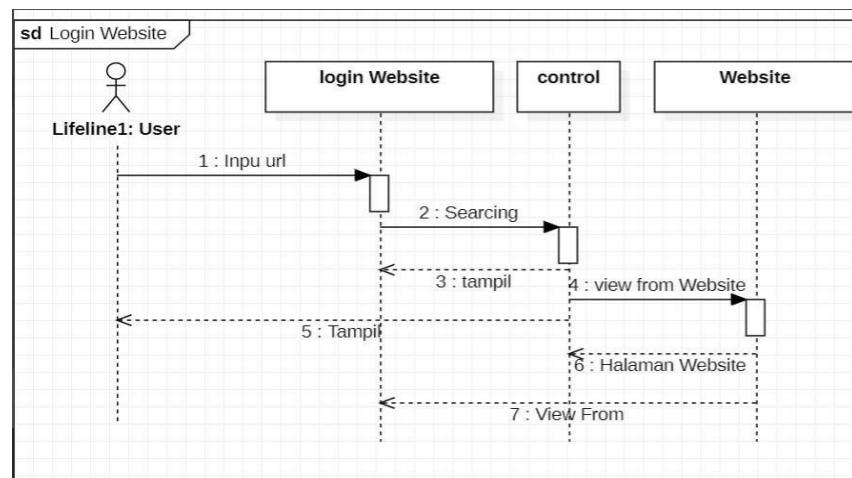 sd Login Website
login Website
control
Website
Lifeline1: User
1 : Inpu url
2 : Searcing
3 : tampil
4 : view from Website
5 : Tampil
6 : Halaman Website
7 : View From